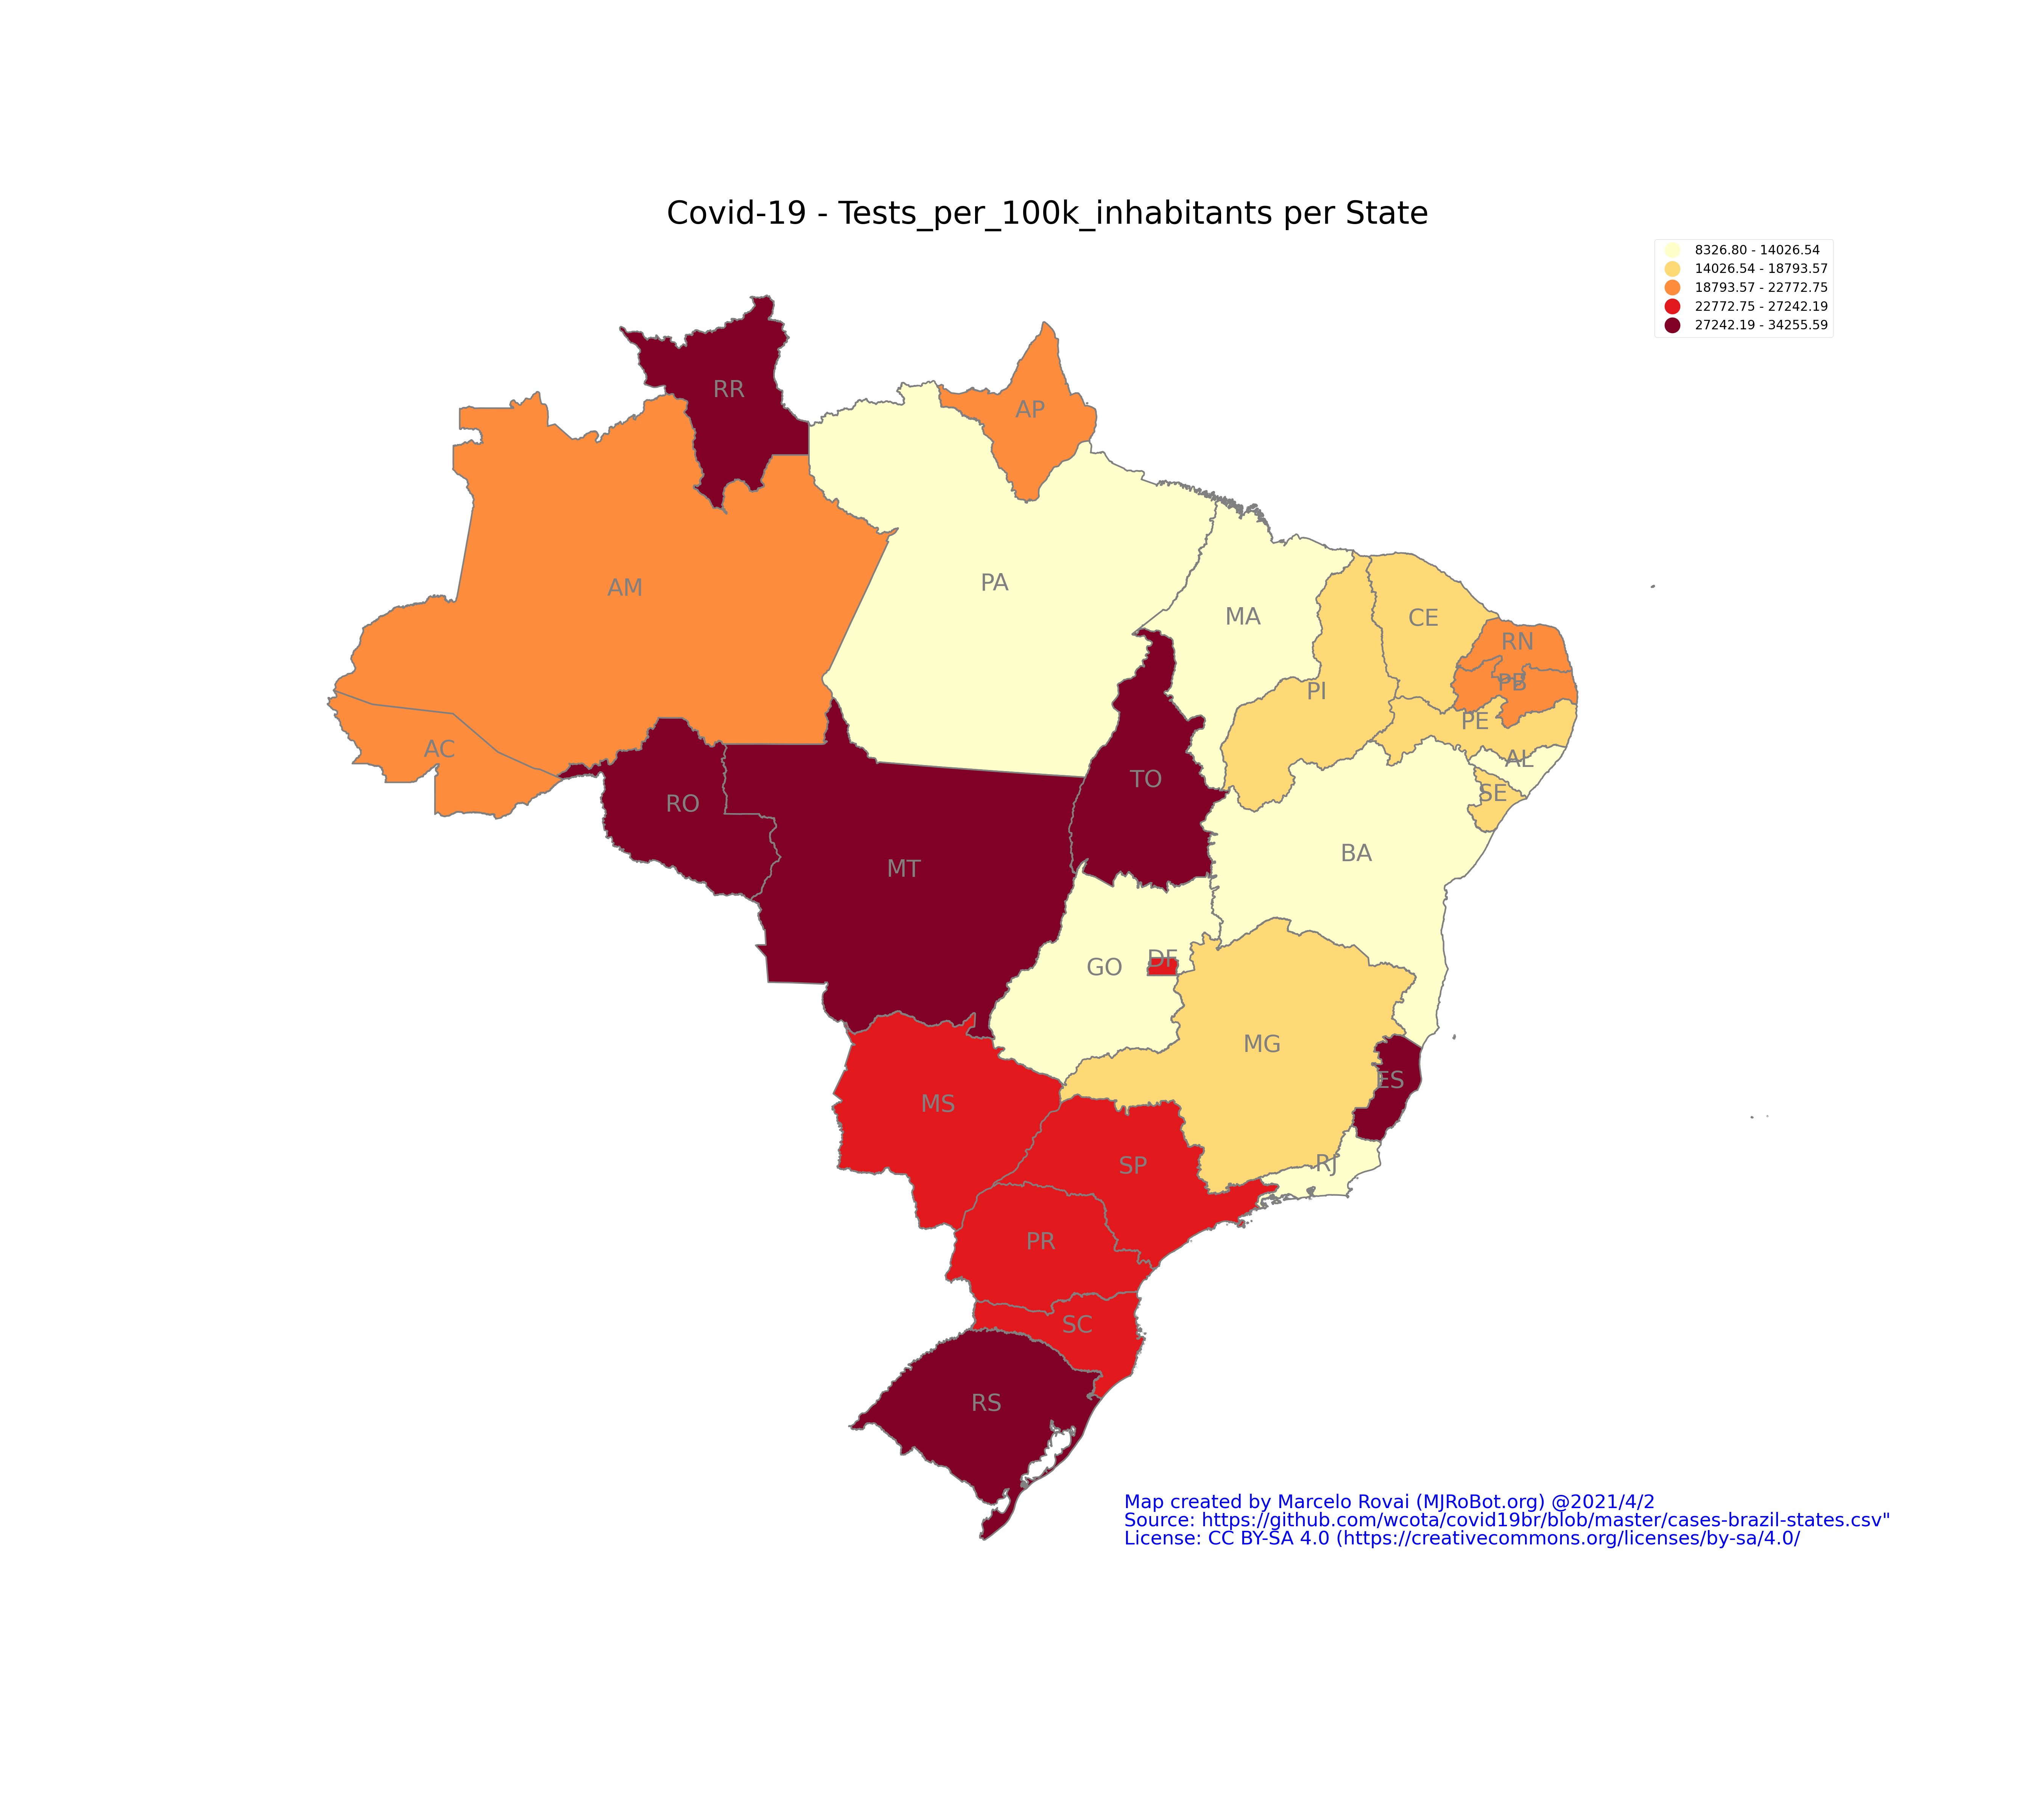 Covid-19 - Tests_per_100k_inhabitants per State
8326.80 - 14026.54
14026.54 - 18793.57
18793.57 - 22772.75
22772.75 - 27242.19
27242.19 - 34255.59
RR
AP
AM
PA
MA
CE
RN
PB
PI
PE
AC
AL
TO
SE
RO
BA
MT
DF
GO
MG
ES
MS
SP
RJ
PR
SC
RS
Map created by Marcelo Rovai (MJRoBot.org) @2021/4/2
Source: https://github.com/wcota/covid19br/blob/master/cases-brazil-states.csv"
License: CC BY-SA 4.0 (https://creativecommons.org/licenses/by-sa/4.0/